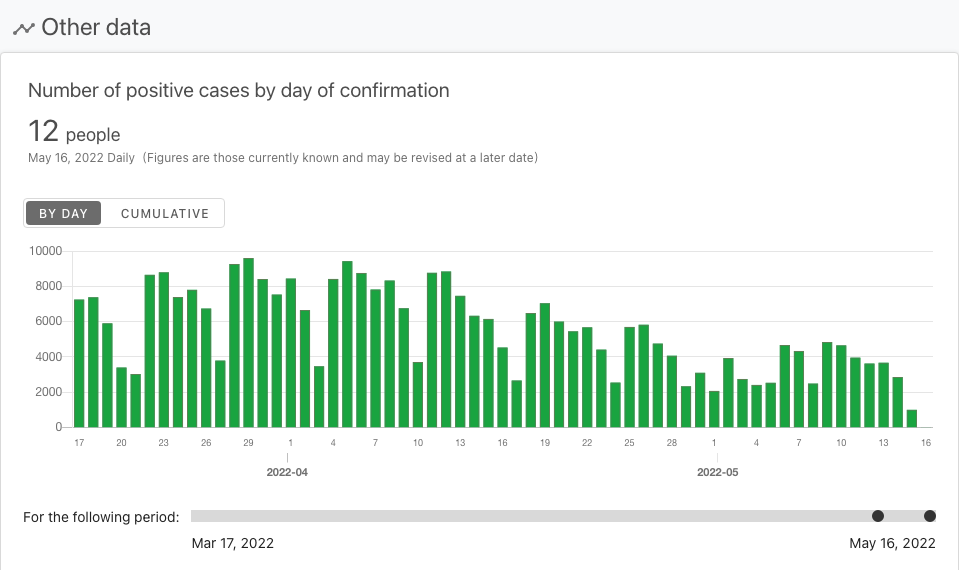 Other data
Number of positive cases by day of confirmation
12 people
May 16, 2022 Daily (Figures are those currently known and may be revised at a later date)
BY DAY CUMULATIVE
10000
8000
6000
4000
2000
0
17 20 23 26 29 1 4 7 10 13 16 19 22 25 28 1 4 7 10 13 16
2022-04 2022-05
For the following period:
Mar 17, 2022 May 16, 2022